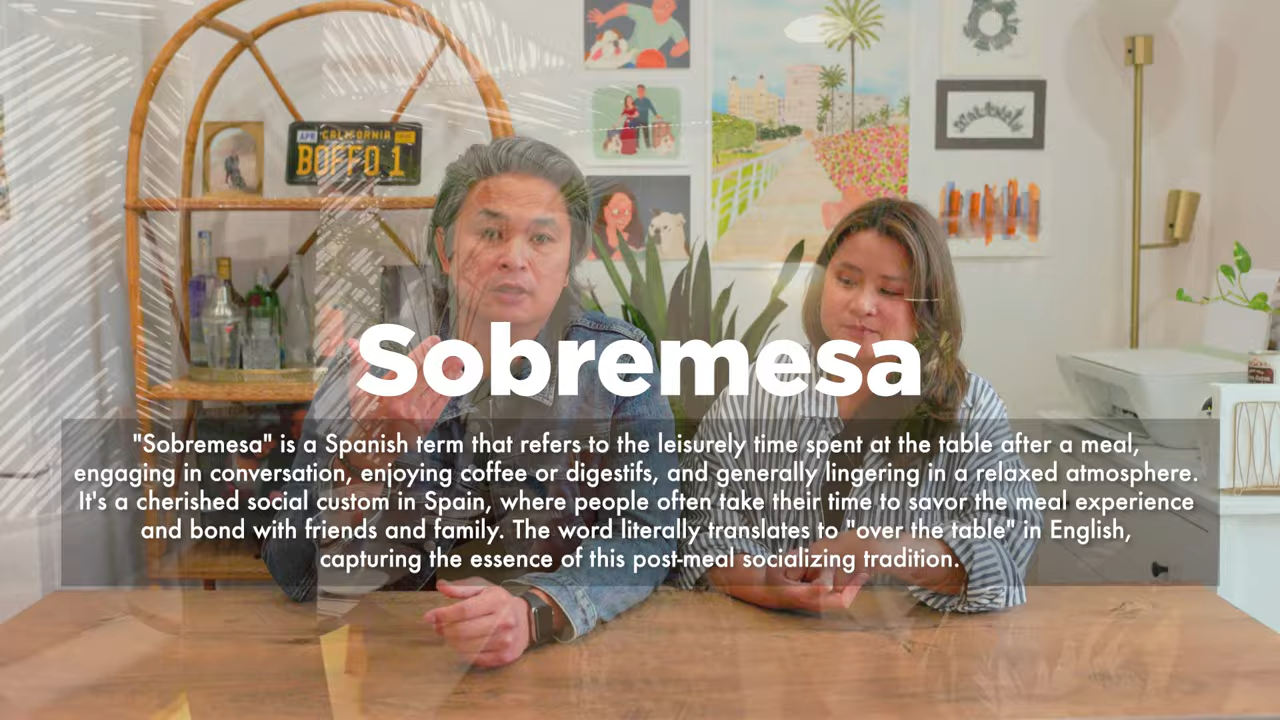 APR
CALIFORNIA
BOFFO 1
Sobremesa
"Sobremesa" is a Spanish term that refers to the leisurely time spent at the table after a meal,
engaging in conversation, enjoying coffee or digestifs, and generally lingering in a relaxed atmosphere.
It's a cherished social custom in Spain, where people often take their time to savor the meal experience
and bond with friends and family. The word literally translates to "over the table" in English,
capturing the essence of this post-meal socializing tradition.